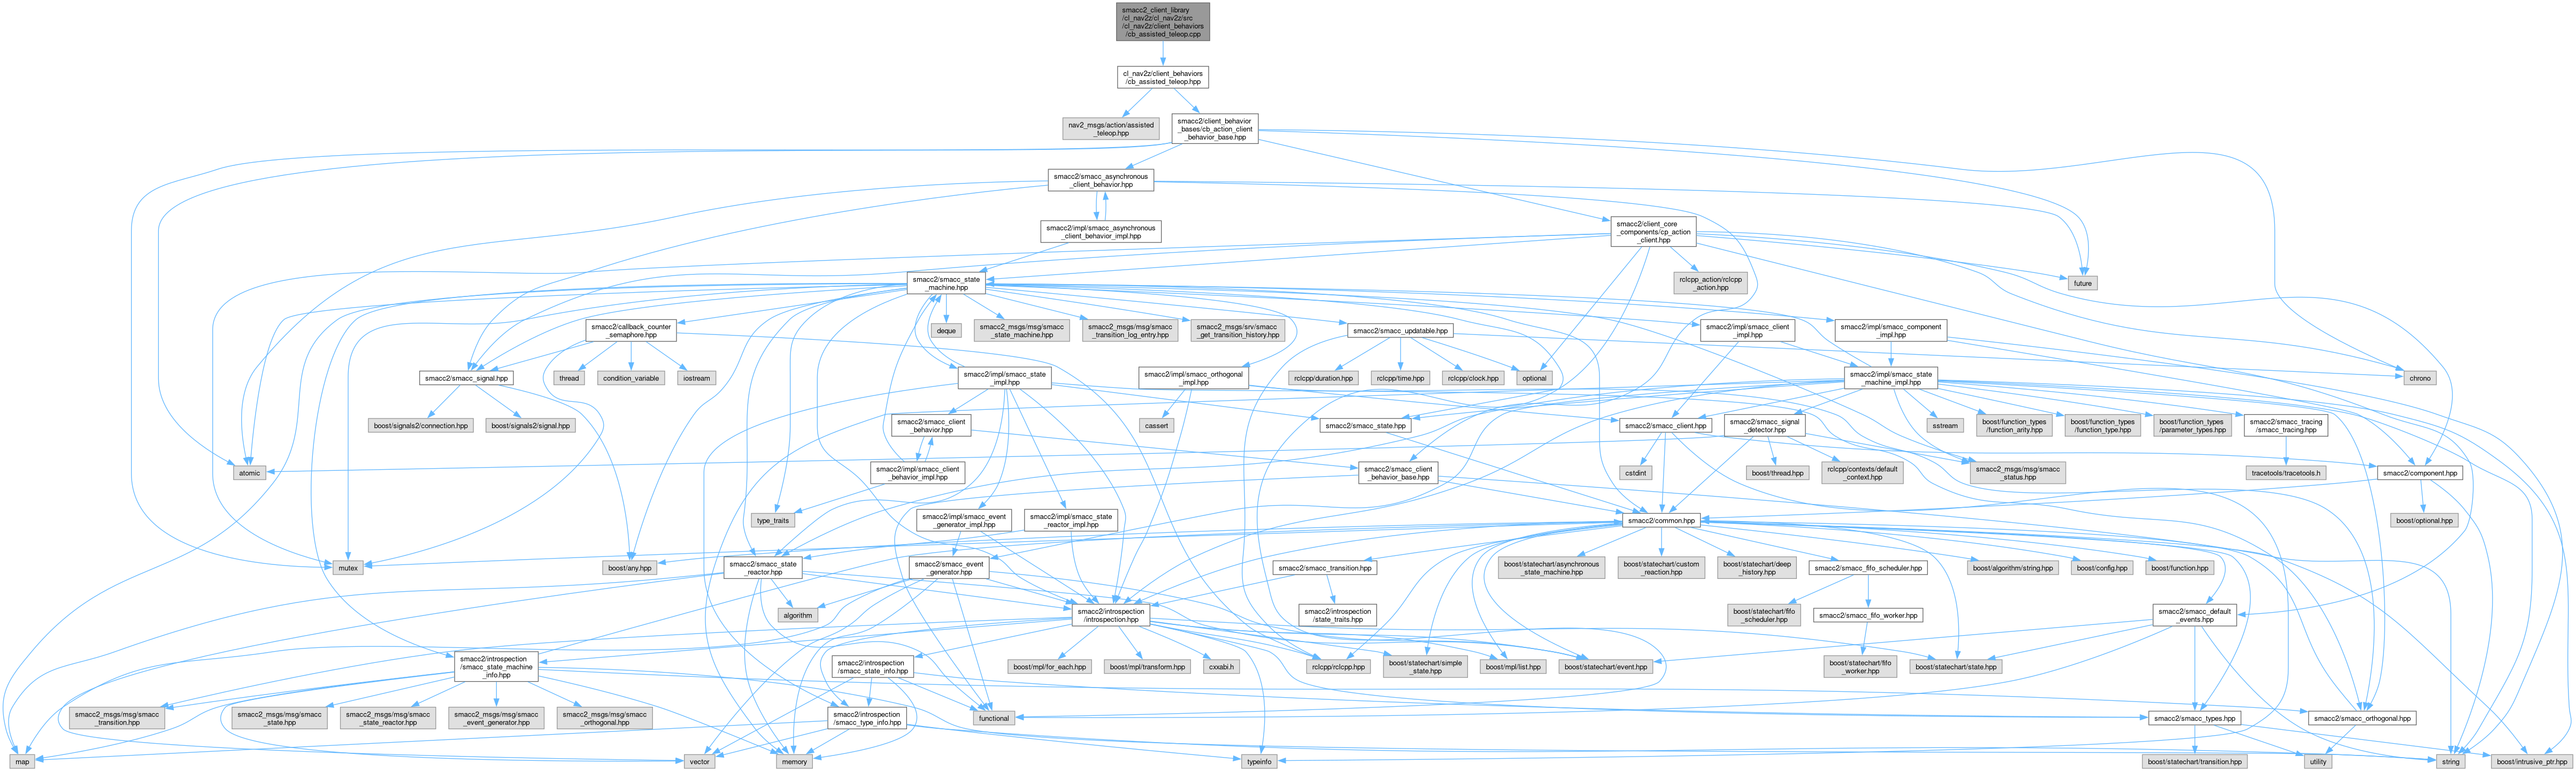 smacc2_client_library
/cl_nav2z/cl_nav2z/src
/cl_nav2z/client_behaviors
/cb_assisted_teleop.cpp
cl_nav2z/client_behaviors
/cb_assisted_teleop.hpp
nav2_msgs/action/assisted
_teleop.hpp
smacc2/client_behavior
_bases/cb_action_client
_behavior_base.hpp
smacc2/smacc_asynchronous
_client_behavior.hpp
smacc2/impl/smacc_asynchronous
_client_behavior_impl.hpp
smacc2/client_core
_components/cp_action
_client.hpp
smacc2/smacc_state
_machine.hpp
rclcpp_action/rclcpp
_action.hpp
future
smacc2/callback_counter
_semaphore.hpp
deque
smacc2_msgs/msg/smacc
_state_machine.hpp
smacc2_msgs/msg/smacc
_transition_log_entry.hpp
smacc2_msgs/srv/smacc
_get_transition_history.hpp
smacc2/smacc_updatable.hpp
smacc2/impl/smacc_client
_impl.hpp
smacc2/impl/smacc_component
_impl.hpp
smacc2/smacc_signal.hpp
thread
condition_variable
iostream
smacc2/impl/smacc_state
_impl.hpp
smacc2/impl/smacc_orthogonal
_impl.hpp
rclcpp/duration.hpp
rclcpp/time.hpp
rclcpp/clock.hpp
optional
smacc2/impl/smacc_state
_machine_impl.hpp
chrono
boost/signals2/connection.hpp
boost/signals2/signal.hpp
smacc2/smacc_client
_behavior.hpp
cassert
smacc2/smacc_state.hpp
smacc2/smacc_signal
_detector.hpp
smacc2/smacc_client.hpp
sstream
boost/function_types
/function_arity.hpp
boost/function_types
/function_type.hpp
boost/function_types
/parameter_types.hpp
smacc2/smacc_tracing
/smacc_tracing.hpp
atomic
smacc2/impl/smacc_client
_behavior_impl.hpp
smacc2/smacc_client
_behavior_base.hpp
cstdint
boost/thread.hpp
rclcpp/contexts/default
_context.hpp
smacc2_msgs/msg/smacc
_status.hpp
tracetools/tracetools.h
smacc2/component.hpp
type_traits
smacc2/impl/smacc_event
_generator_impl.hpp
smacc2/impl/smacc_state
_reactor_impl.hpp
smacc2/common.hpp
boost/optional.hpp
mutex
boost/any.hpp
smacc2/smacc_state
_reactor.hpp
smacc2/smacc_event
_generator.hpp
smacc2/smacc_transition.hpp
boost/statechart/asynchronous
_state_machine.hpp
boost/statechart/custom
_reaction.hpp
boost/statechart/deep
_history.hpp
smacc2/smacc_fifo_scheduler.hpp
boost/algorithm/string.hpp
boost/config.hpp
boost/function.hpp
algorithm
smacc2/introspection
/introspection.hpp
smacc2/introspection
/state_traits.hpp
boost/statechart/fifo
_scheduler.hpp
smacc2/smacc_fifo_worker.hpp
smacc2/smacc_default
_events.hpp
smacc2/introspection
/smacc_state_machine
_info.hpp
smacc2/introspection
/smacc_state_info.hpp
boost/mpl/for_each.hpp
boost/mpl/transform.hpp
cxxabi.h
rclcpp/rclcpp.hpp
boost/statechart/simple
_state.hpp
boost/mpl/list.hpp
boost/statechart/event.hpp
boost/statechart/fifo
_worker.hpp
boost/statechart/state.hpp
smacc2_msgs/msg/smacc
_transition.hpp
smacc2_msgs/msg/smacc
_state.hpp
smacc2_msgs/msg/smacc
_state_reactor.hpp
smacc2_msgs/msg/smacc
_event_generator.hpp
smacc2_msgs/msg/smacc
_orthogonal.hpp
smacc2/introspection
/smacc_type_info.hpp
functional
smacc2/smacc_types.hpp
smacc2/smacc_orthogonal.hpp
map
vector
memory
typeinfo
boost/statechart/transition.hpp
utility
string
boost/intrusive_ptr.hpp